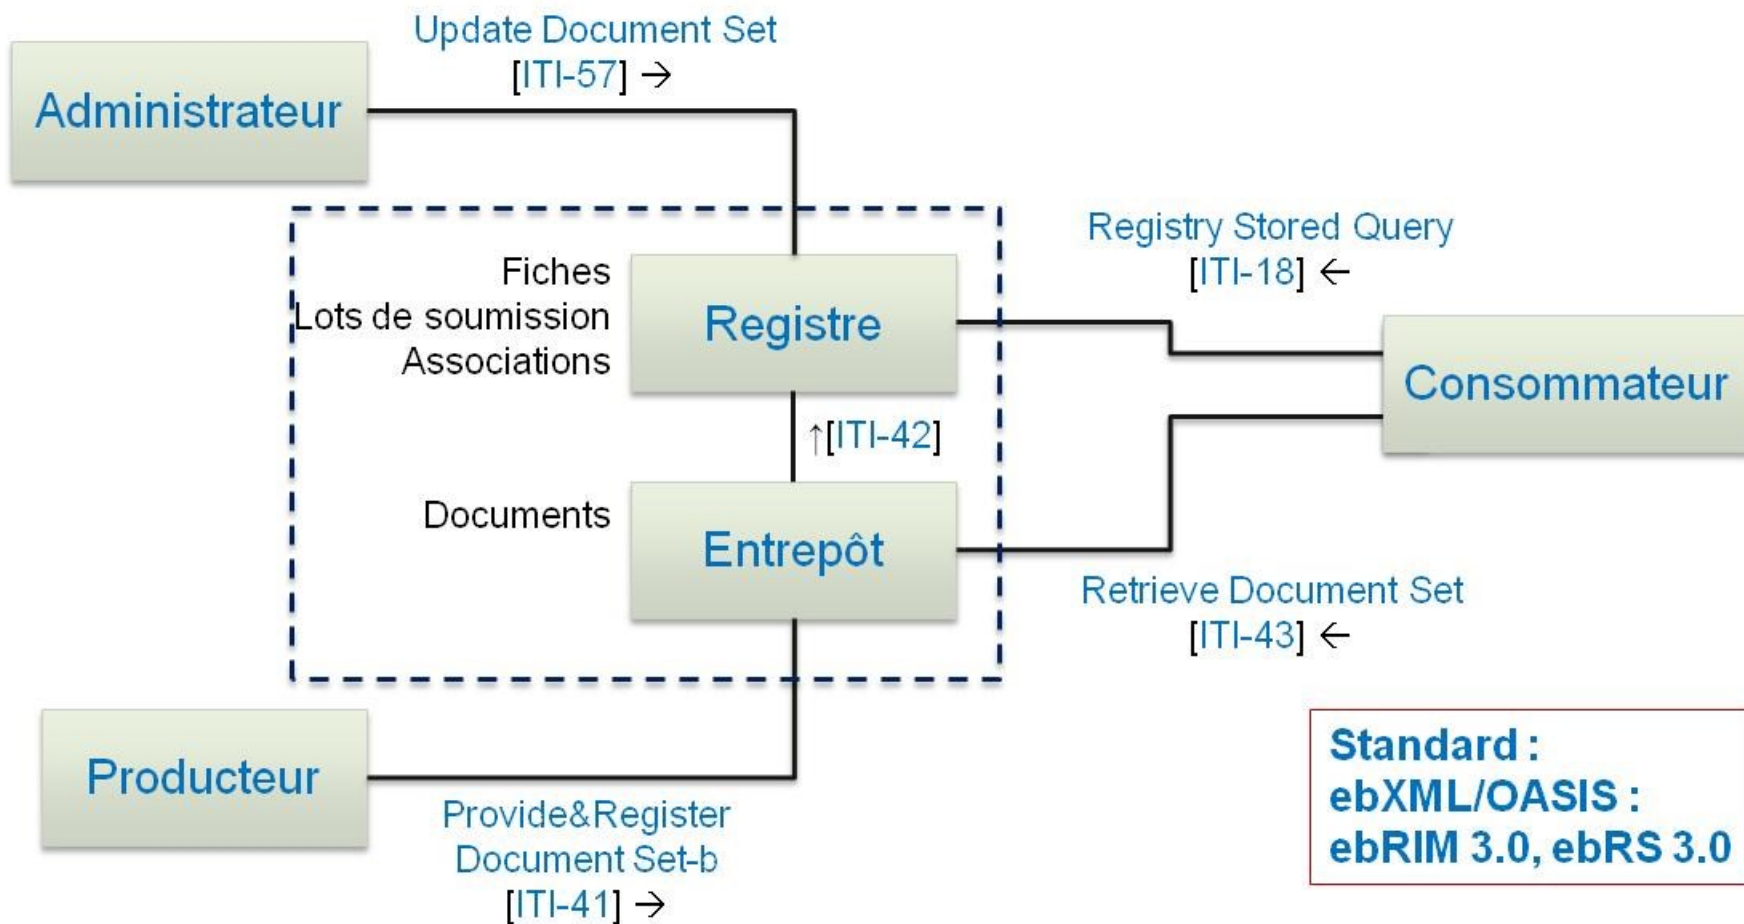 Update Document Set
[ITI-57] →
Administrateur
Registry Stored Query
[ITI-18] ←
Fiches
Lots de soumission
Associations
Registre
Consommateur
↑[ITI-42]
Documents
Entrepôt
Retrieve Document Set
[ITI-43] ←
Producteur
Provide&Register
Document Set-b
[ITI-41] →
Standard :
ebXML/OASIS :
ebRIM 3.0, ebRS 3.0